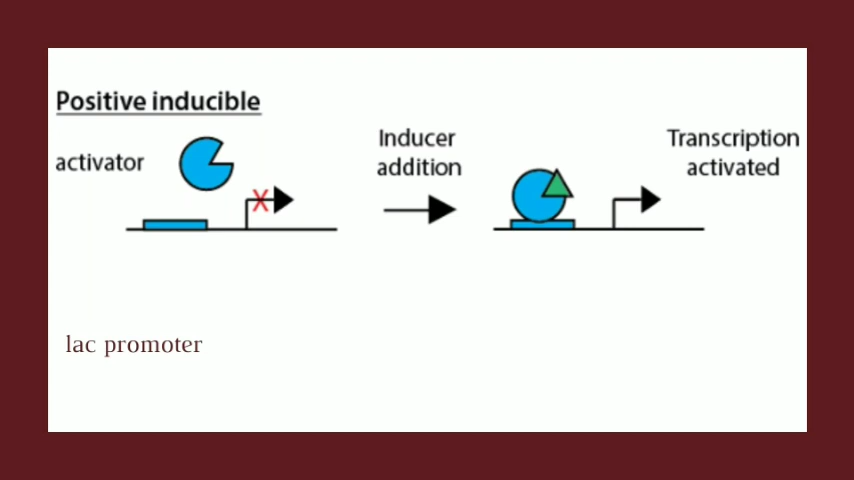 Positive inducible
activator
Inducer
addition
Transcription
activated
X
lac promoter